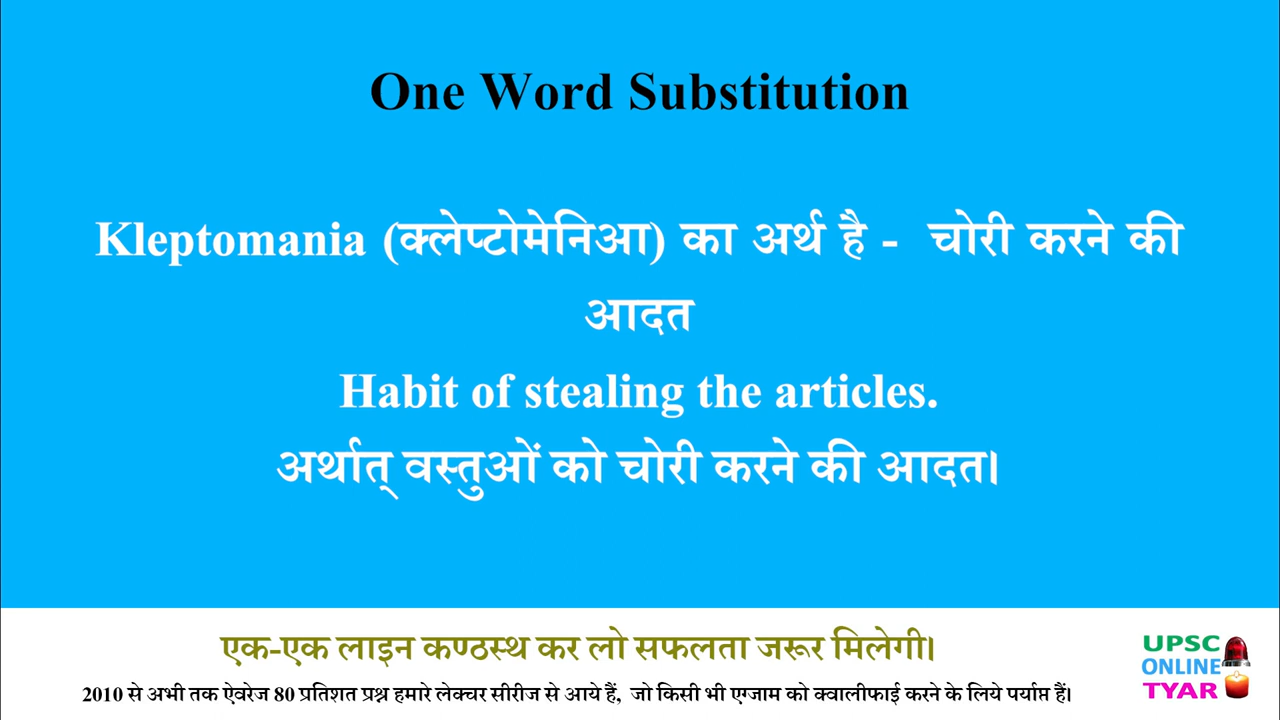 One Word Substitution
Kleptomania (क्लेप्टोमेनिआ) का अर्थ है - चोरी करने की
आदत
Habit of stealing the articles.
अर्थात् वस्तुओं को चोरी करने की आदत।
एक-एक लाइन कण्ठस्थ कर लो सफलता जरूर मिलेगी।
2010 से अभी तक ऐवरेज 80 प्रतिशत प्रश्न हमारे लेक्चर सीरीज से आये हैं, जो किसी भी एग्जाम को क्वालीफाई करने के लिये पर्याप्त हैं।
UPSC
ONLINE
TYAR